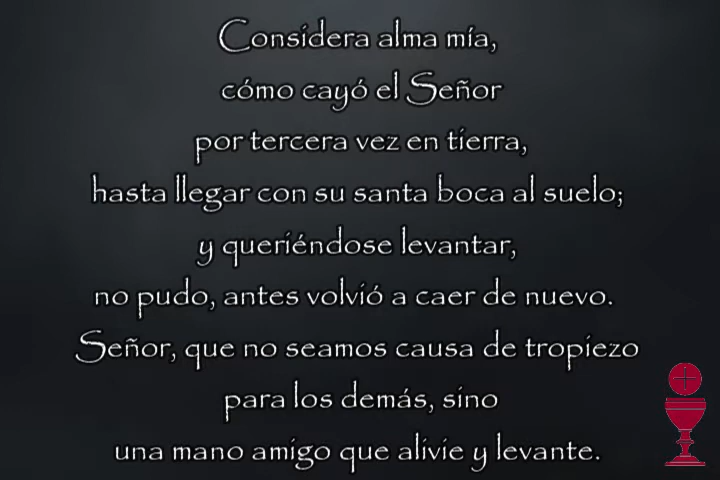 Considera alma mía,
cómo cayó el Señor
por tercera vez en tierra,
hasta llegar con su santa boca al suelo;
y queriéndose levantar,
no pudo, antes volvió a caer de nuevo.
Señor, que no seamos causa de tropiezo
para los demás, sino
una mano amigo que alivie y levante.